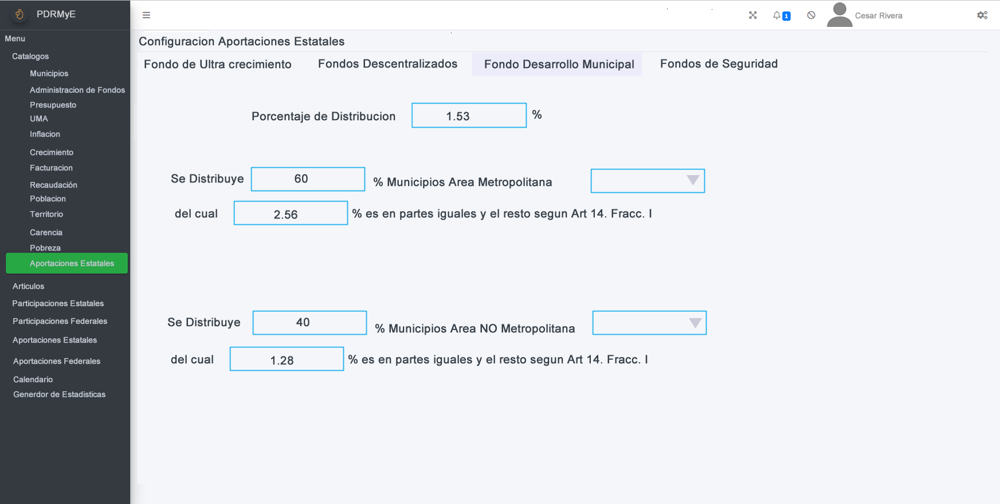 PDRMyE
1
Cesar Rivera
Menu
Catalogos
Municipios
Administracion de Fondos
Presupuesto
UMA
Inflacion
Crecimiento
Facturacion
Recaudación
Poblacion
Territorio
Carencia
Pobreza
Aportaciones Estatales
Articulos
Participaciones Estatales
Participaciones Federales
Aportaciones Estatales
Aportaciones Federales
Calendario
Generdor de Estadisticas
Configuracion Aportaciones Estatales
Fondo de Ultra crecimiento Fondos Descentralizados Fondo Desarrollo Municipal Fondos de Seguridad
Porcentaje de Distribucion 1.53 %
Se Distribuye 60 % Municipios Area Metropolitana
del cual 2.56 % es en partes iguales y el resto segun Art 14. Fracc. I
Se Distribuye 40 % Municipios Area NO Metropolitana
del cual 1.28 % es en partes iguales y el resto segun Art 14. Fracc. I